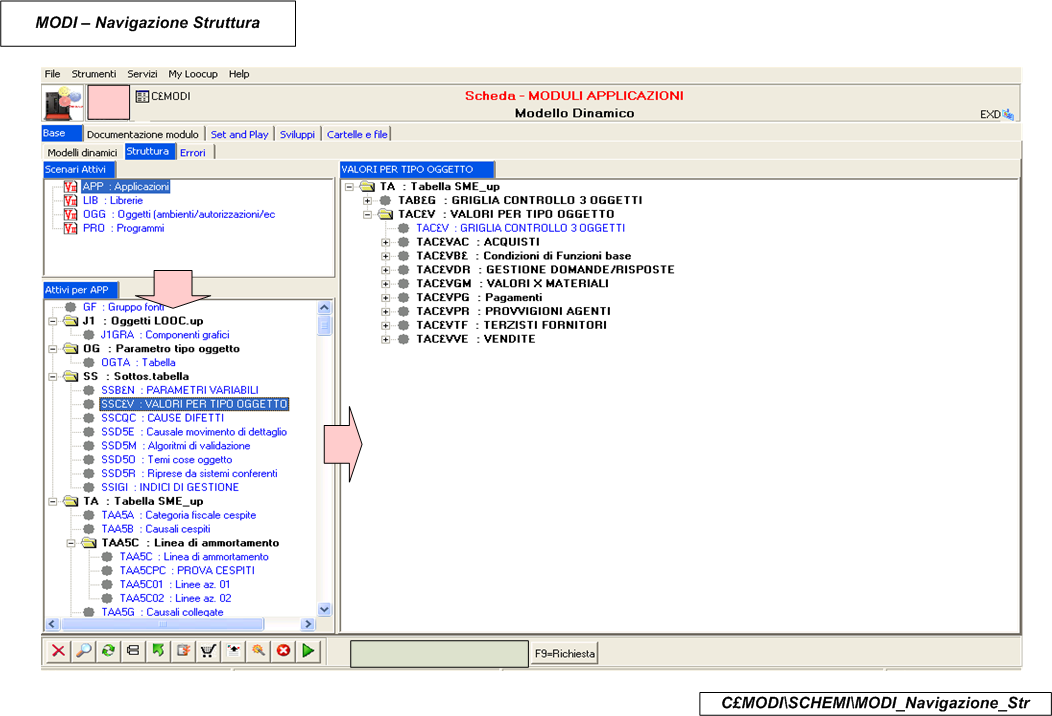 MODI – Navigazione Struttura
File Strumenti Servizi My Loocup Help
C£MODI
Scheda - MODULI APPLICAZIONI
Modello Dinamico
EXD
Base Documentazione modulo Set and Play Sviluppi Cartelle e file
Modelli dinamici Struttura Errori
Scenari Attivi
APP : Applicazioni
LIB : Librerie
OGG : Oggetti (ambienti/autorizzazioni/ec
PRO : Programmi
Attivi per APP
GF : Gruppo fonti
J1 : Oggetti LOOC.up
J1GRA : Componenti grafici
OG : Parametro tipo oggetto
OGTA : Tabella
SS : Sottos.tabella
SSB£N : PARAMETRI VARIABILI
SSC£V : VALORI PER TIPO OGGETTO
SSCQC : CAUSE DIFETTI
SSD5E : Causale movimento di dettaglio
SSD5M : Algoritmi di validazione
SSD5O : Temi cose oggetto
SSD5R : Riprese da sistemi conferenti
SSIGI : INDICI DI GESTIONE
TA : Tabella SME_up
TAA5A : Categoria fiscale cespite
TAA5B : Causali cespiti
TAA5C : Linea di ammortamento
TAA5C : Linea di ammortamento
TAA5CPC : PROVA CESPITI
TAA5C01 : Linee az. 01
TAA5C02 : Linee az. 02
TAA5G : Causali collegate
VALORI PER TIPO OGGETTO
TA : Tabella SME_up
TAB£G : GRIGLIA CONTROLLO 3 OGGETTI
TAC£V : VALORI PER TIPO OGGETTO
TAC£V : GRIGLIA CONTROLLO 3 OGGETTI
TAC£VAC : ACQUISTI
TAC£VB£ : Condizioni di Funzioni base
TAC£VDR : GESTIONE DOMANDE/RISPOSTE
TAC£VGM : VALORI X MATERIALI
TAC£VPG : Pagamenti
TAC£VPR : PROVVIGIONI AGENTI
TAC£VTF : TERZISTI FORNITORI
TAC£VVE : VENDITE
F9=Richiesta
C£MODI\SCHEMI\MODI_Navigazione_Str